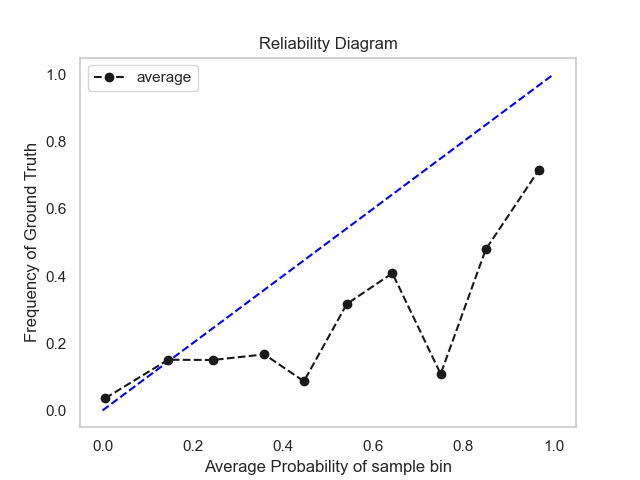 Reliability Diagram
average
1.0
0.8
0.6
0.4
0.2
0.0
Frequency of Ground Truth
0.0 0.2 0.4 0.6 0.8 1.0
Average Probability of sample bin